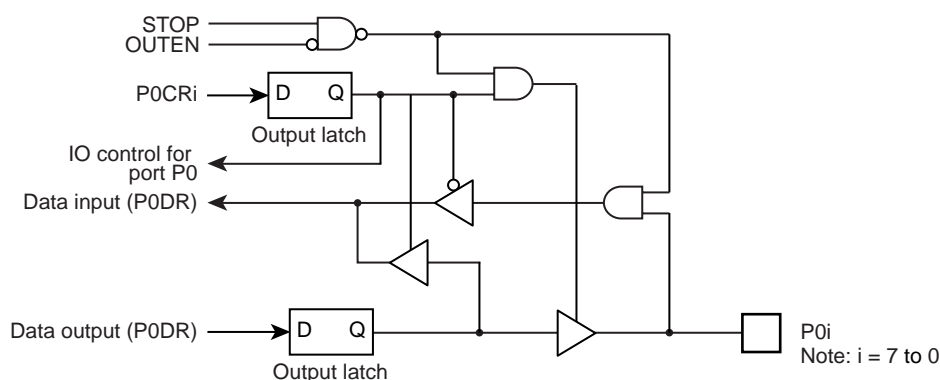 STOP
OUTEN
P0CRi
D Q
Output latch
IO control for
port P0
Data input (P0DR)
Data output (P0DR)
D Q
Output latch
P0i
Note: i = 7 to 0